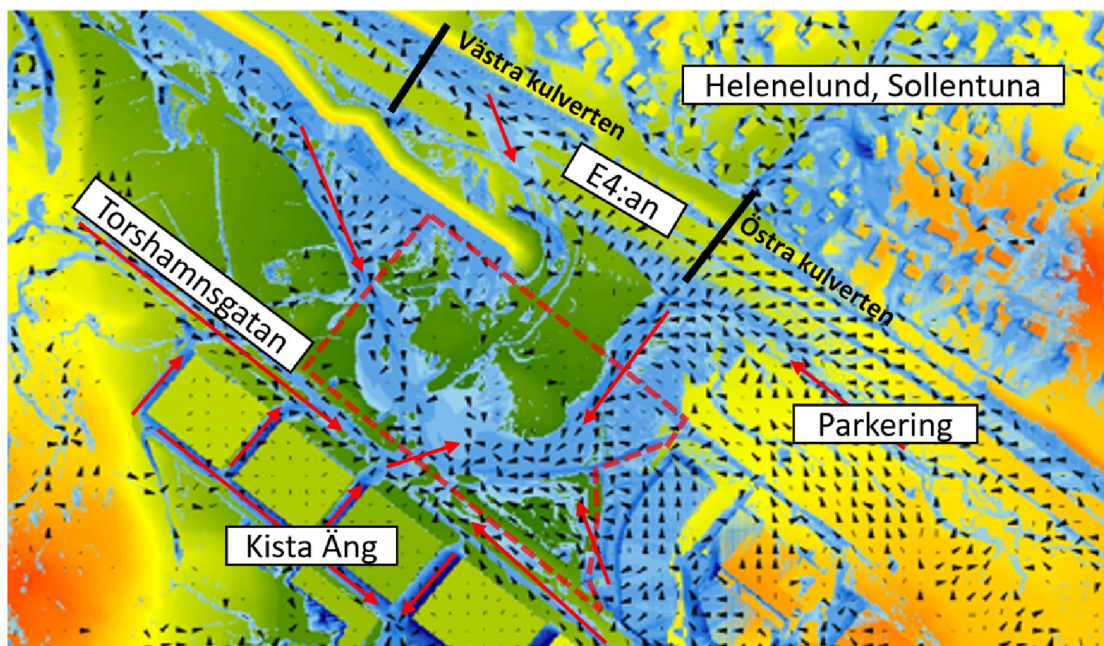 Västra kulverten
Helenelund, Sollentuna
E4:an
Östra kulverten
Torshamnsgatan
Parkering
Kista Äng